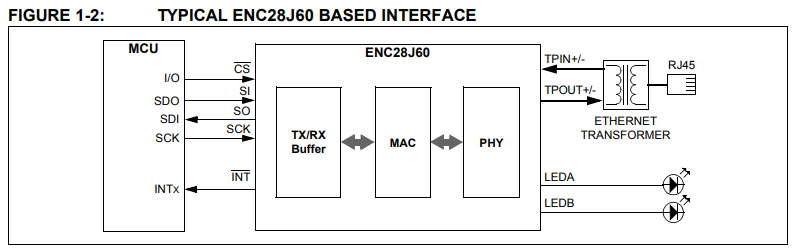 FIGURE 1-2: TYPICAL ENC28J60 BASED INTERFACE
MCU
I/O
SDO
SDI
SCK
INTx
ENC28J60
CS
SI
SO
SCK
INT
TX/RX
Buffer
MAC
PHY
TPIN+/-
TPOUT+/-
LEDA
LEDB
RJ45
ETHERNET
TRANSFORMER